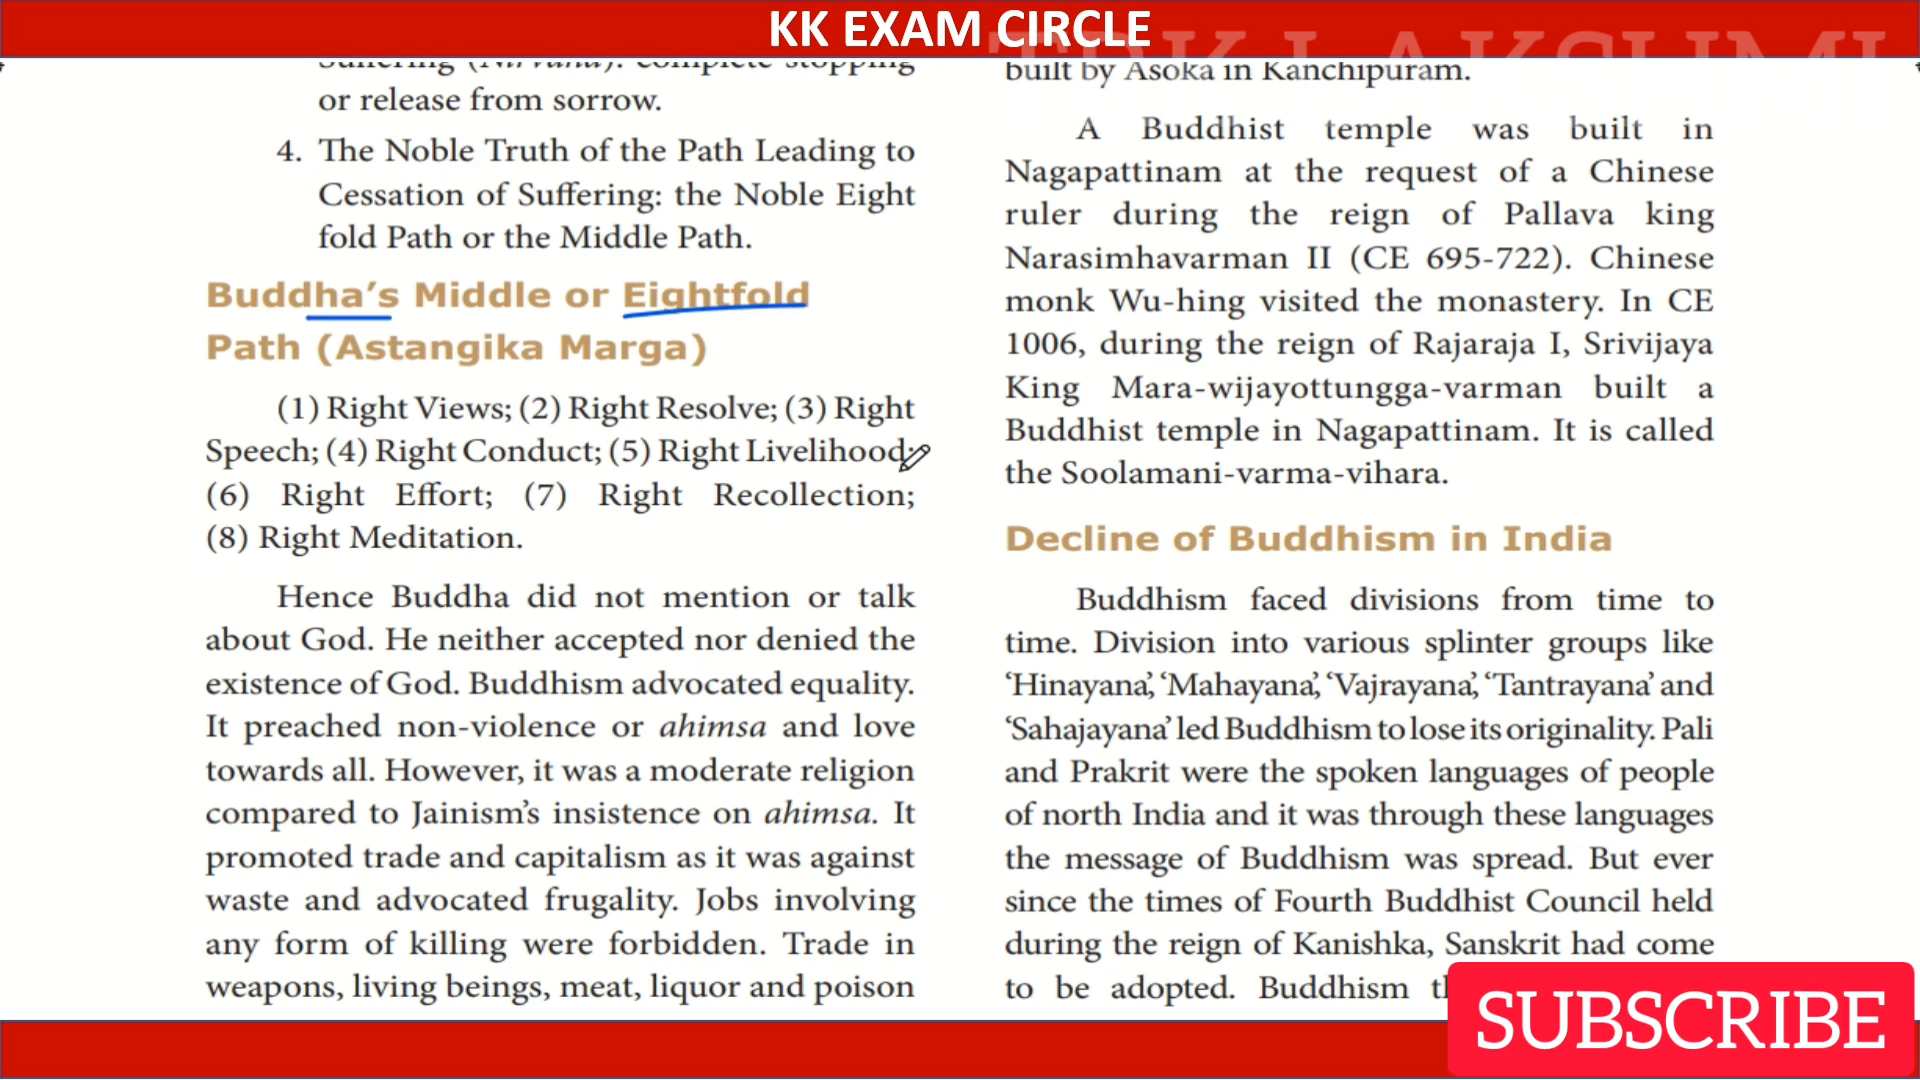 KK EXAM CIRCLE
TRK LAKSHMI
Suffering (Nirvana): complete stopping
or release from sorrow.
4. The Noble Truth of the Path Leading to
Cessation of Suffering: the Noble Eight
fold Path or the Middle Path.
Buddha’s Middle or Eightfold
Path (Astangika Marga)
(1) Right Views; (2) Right Resolve; (3) Right
Speech; (4) Right Conduct; (5) Right Livelihood;
(6) Right Effort; (7) Right Recollection;
(8) Right Meditation.
Hence Buddha did not mention or talk
about God. He neither accepted nor denied the
existence of God. Buddhism advocated equality.
It preached non-violence or ahimsa and love
towards all. However, it was a moderate religion
compared to Jainism’s insistence on ahimsa. It
promoted trade and capitalism as it was against
waste and advocated frugality. Jobs involving
any form of killing were forbidden. Trade in
weapons, living beings, meat, liquor and poison
built by Asoka in Kanchipuram.
A Buddhist temple was built in
Nagapattinam at the request of a Chinese
ruler during the reign of Pallava king
Narasimhavarman II (CE 695-722). Chinese
monk Wu-hing visited the monastery. In CE
1006, during the reign of Rajaraja I, Srivijaya
King Mara-wijayottungga-varman built a
Buddhist temple in Nagapattinam. It is called
the Soolamani-varma-vihara.
Decline of Buddhism in India
Buddhism faced divisions from time to
time. Division into various splinter groups like
‘Hinayana’, ‘Mahayana’, ‘Vajrayana’, ‘Tantrayana’ and
‘Sahajayana’ led Buddhism to lose its originality. Pali
and Prakrit were the spoken languages of people
of north India and it was through these languages
the message of Buddhism was spread. But ever
since the times of Fourth Buddhist Council held
during the reign of Kanishka, Sanskrit had come
to be adopted. Buddhism
SUBSCRIBE